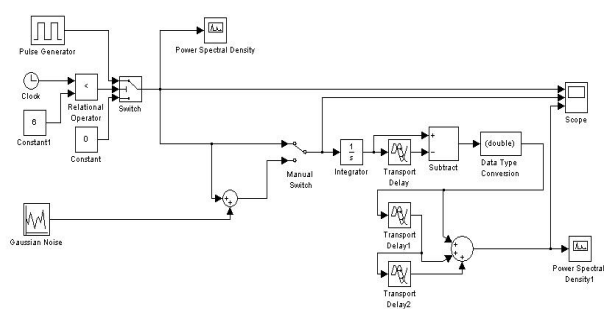 Pulse Generator
Power Spectral Density
Clock
<
Relational
Operator
Switch
6
Constant1
0
Constant
Scope
Manual
Switch
1
s
Integrator
Transport
Delay
+
−
Subtract
(double)
Data Type
Conversion
+
+
Gaussian Noise
Transport
Delay1
+
+
+
Transport
Delay2
Power Spectral
Density1